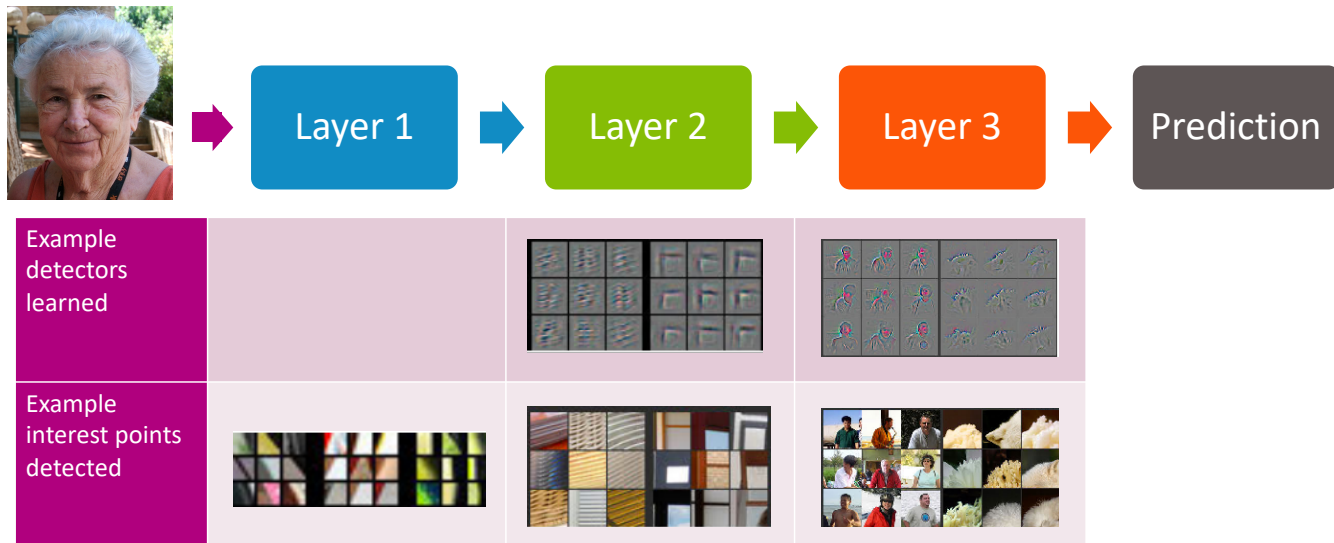 Layer 1
Layer 2
Layer 3
Prediction
Example
detectors
learned
Example
interest points
detected